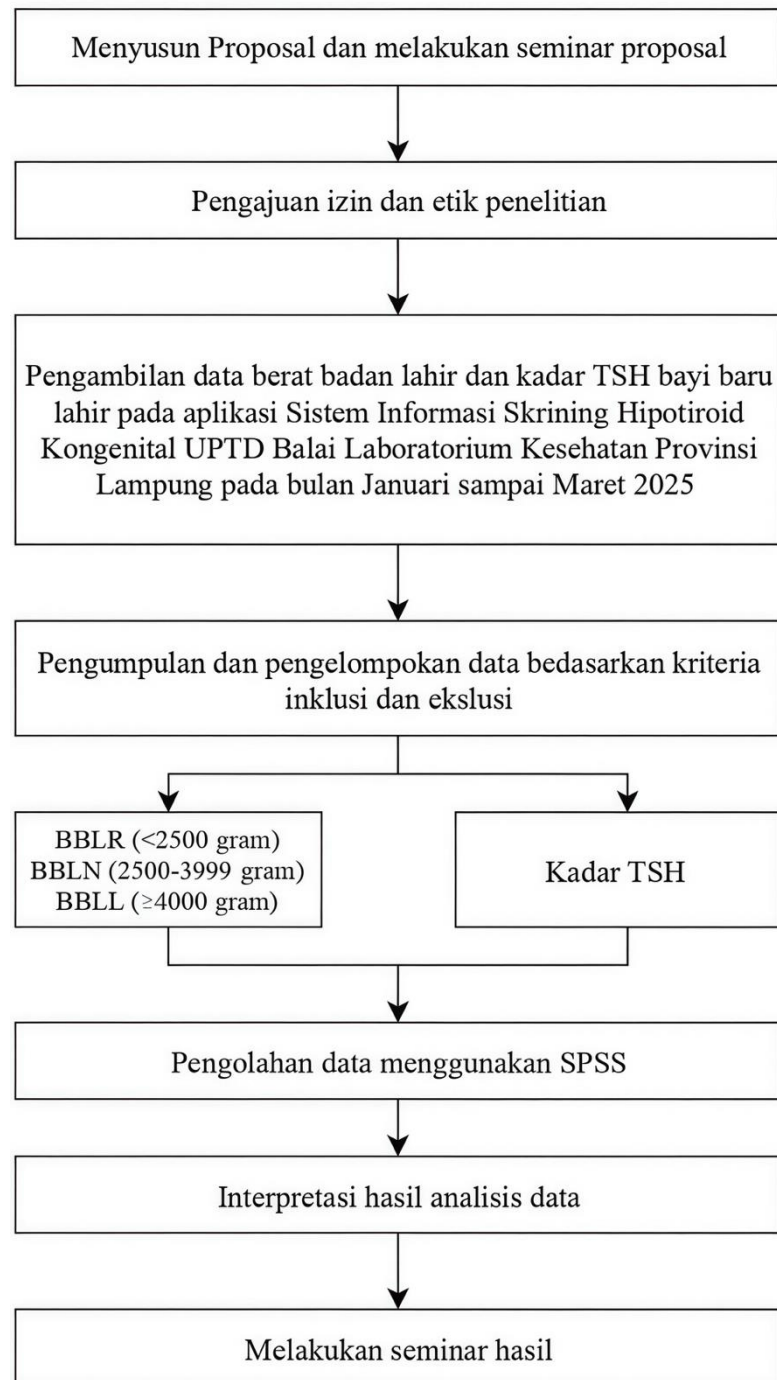 Menyusun Proposal dan melakukan seminar proposal
Pengajuan izin dan etik penelitian
Pengambilan data berat badan lahir dan kadar TSH bayi baru
lahir pada aplikasi Sistem Informasi Skrining Hipotiroid
Kongenital UPTD Balai Laboratorium Kesehatan Provinsi
Lampung pada bulan Januari sampai Maret 2025
Pengumpulan dan pengelompokan data bedasarkan kriteria
inklusi dan ekslusi
BBLR (<2500 gram)
BBLN (2500-3999 gram)
BBLL (≥4000 gram)
Kadar TSH
Pengolahan data menggunakan SPSS
Interpretasi hasil analisis data
Melakukan seminar hasil